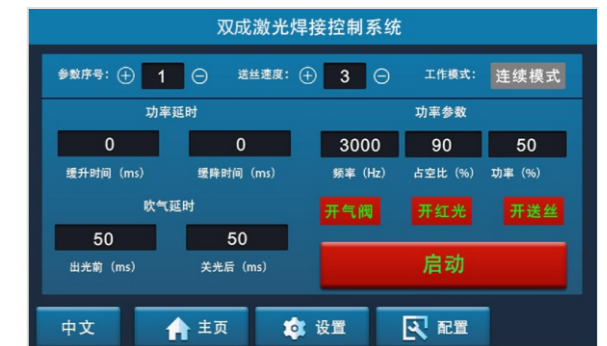 双成激光焊接控制系统
参数序号: 1 送丝速度: 3 工作模式: 连续模式
功率延时
0 0
缓升时间 (ms) 缓降时间 (ms)
吹气延时
50 50
出光前 (ms) 关光后 (ms)
功率参数
3000 90 50
频率 (Hz) 占空比 (%) 功率 (%)
开气阀 开红光 开送丝
启动
中文 主页 设置 配置